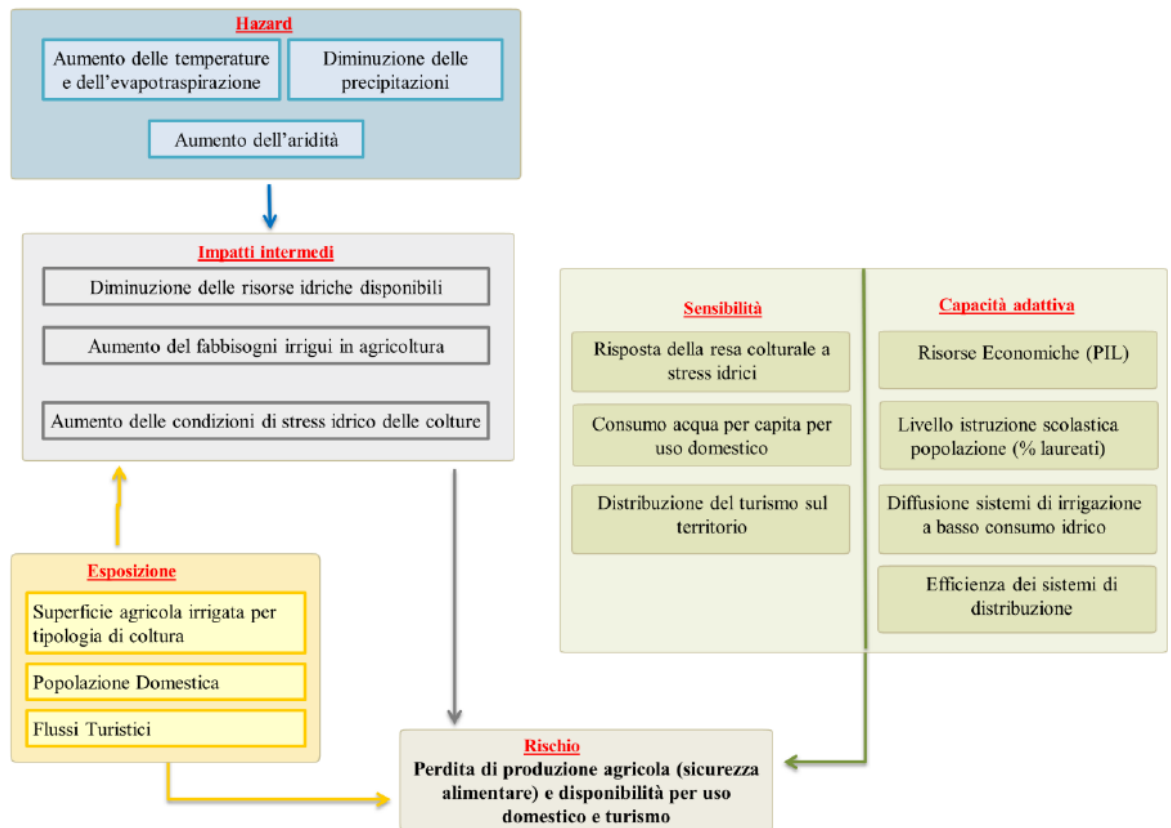 Hazard
Aumento delle temperature
e dell'evapotraspirazione
Diminuzione delle
precipitazioni
Aumento dell'aridità
Impatti intermedi
Diminuzione delle risorse idriche disponibili
Aumento del fabbisogni irrigui in agricoltura
Aumento delle condizioni di stress idrico delle colture
Esposizione
Superficie agricola irrigata per
tipologia di coltura
Popolazione Domestica
Flussi Turistici
Sensibilità
Risposta della resa colturale a
stress idrici
Consumo acqua per capita per
uso domestico
Distribuzione del turismo sul
territorio
Capacità adattiva
Risorse Economiche (PIL)
Livello istruzione scolastica
popolazione (% laureati)
Diffusione sistemi di irrigazione
a basso consumo idrico
Efficienza dei sistemi di
distribuzione
Rischio
Perdita di produzione agricola (sicurezza
alimentare) e disponibilità per uso
domestico e turismo